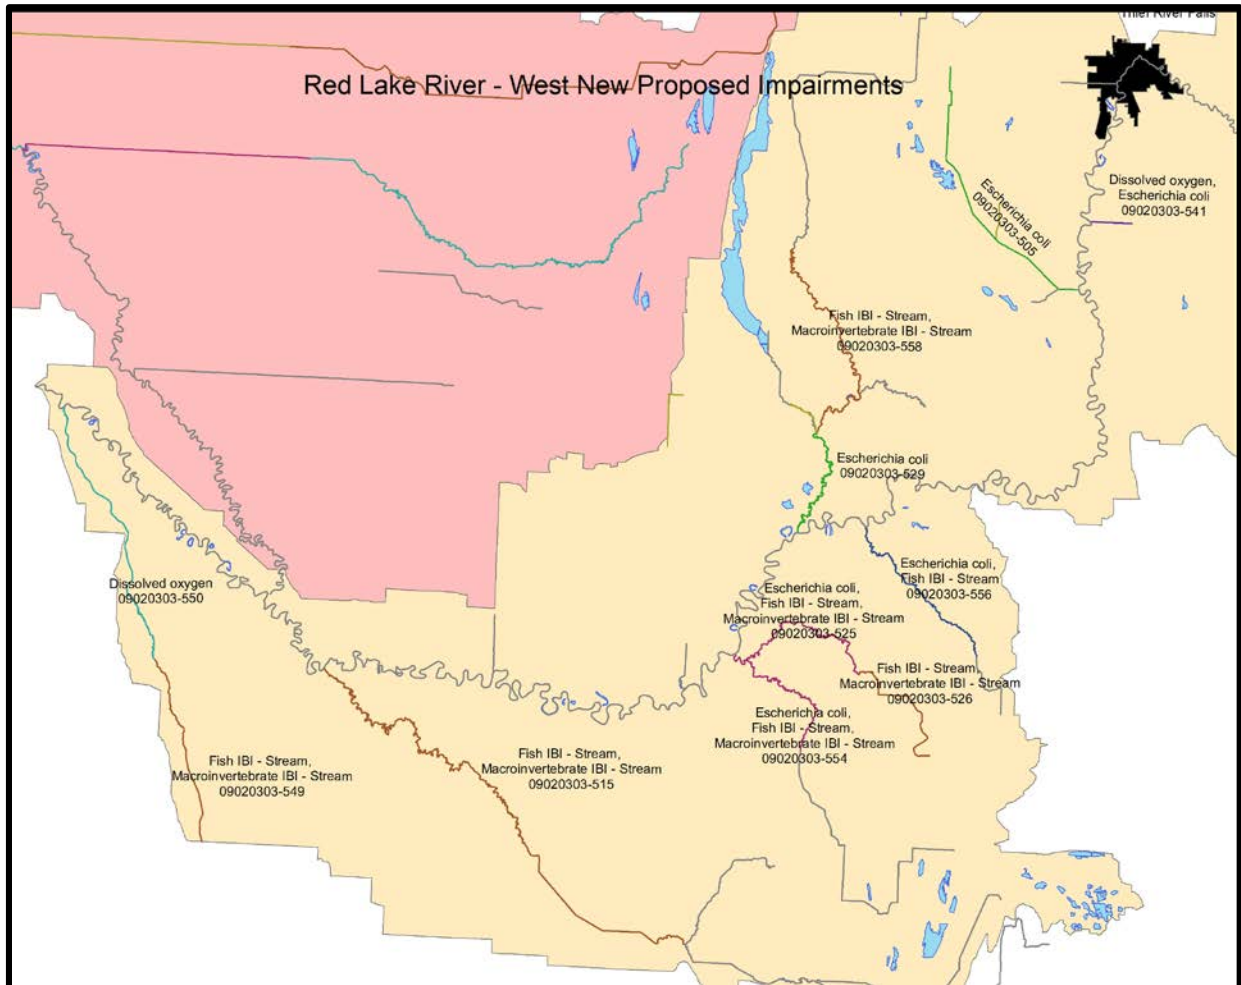 Thief River Falls
Red Lake River - West New Proposed Impairments
Dissolved oxygen,
Escherichia coli
09020303-541
Escherichia coli
09020303-505
Fish IBI - Stream,
Macroinvertebrate IBI - Stream
09020303-558
Escherichia coli
09020303-529
Escherichia coli,
Fish IBI - Stream
09020303-556
Dissolved oxygen
09020303-550
Escherichia coli,
Fish IBI - Stream,
Macroinvertebrate IBI - Stream
09020303-525
Fish IBI - Stream,
Macroinvertebrate IBI - Stream
09020303-526
Escherichia coli,
Fish IBI - Stream,
Macroinvertebrate IBI - Stream
09020303-554
Fish IBI - Stream,
Macroinvertebrate IBI - Stream
09020303-549
Fish IBI - Stream,
Macroinvertebrate IBI - Stream
09020303-515